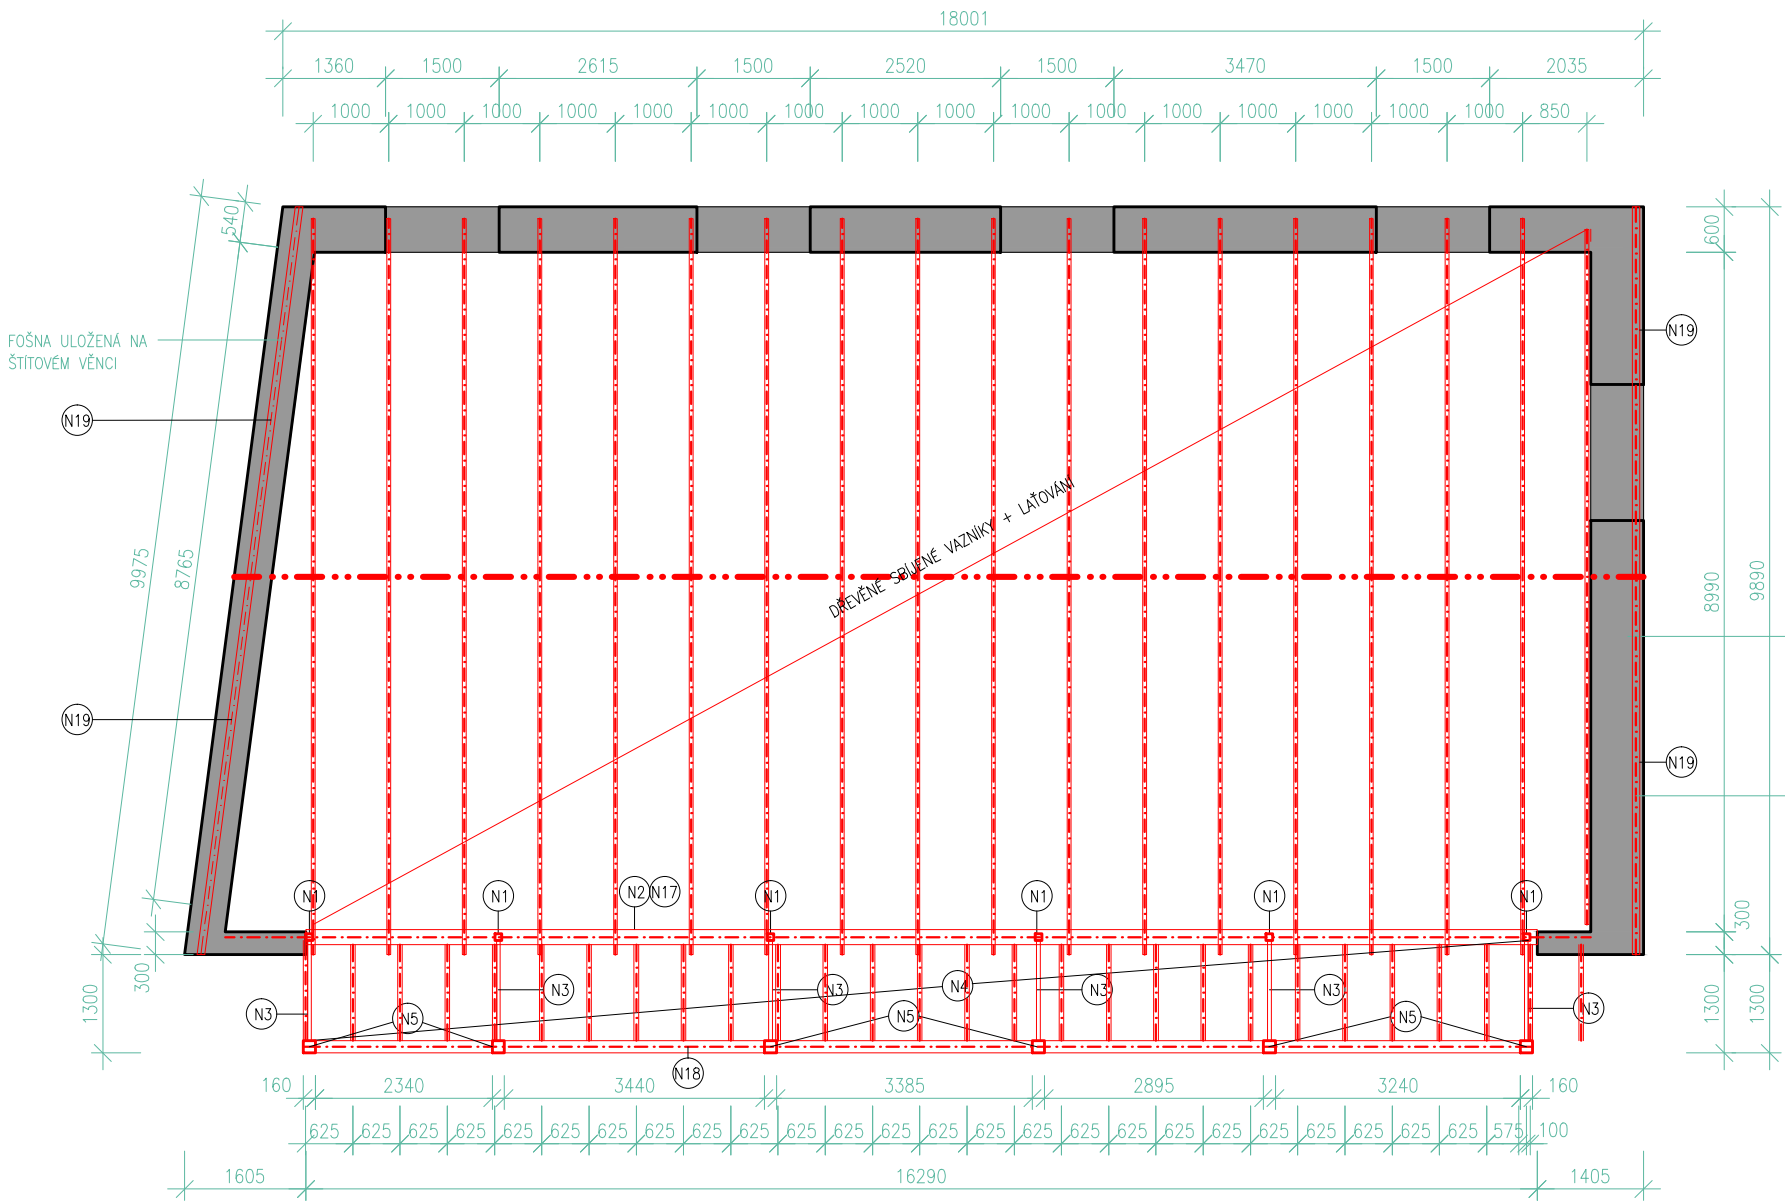 18001
1360 1500 2615 1500 2520 1500 3470 1500 2035
1000 1000 1000 1000 1000 1000 1000 1000 1000 1000 1000 1000 1000 1000 1000 1000 850
540
600
FOŠNA ULOŽENÁ NA
ŠTÍTOVÉM VĚNCI
N19
N19
N19
N19
DŘEVĚNÉ SBÍJENÉ VAZNÍKY + LAŤOVÁNÍ
9975
8765
8990
9890
N1 N1 N2 N17 N1 N1 N1 N1
300
300
1300
1300
1300
N3 N3 N3 N4 N3 N3 N3
N5 N5 N5
N18
160 2340 3440 3385 2895 3240 160
625 625 625 625 625 625 625 625 625 625 625 625 625 625 625 625 625 625 625 625 625 625 625 625 625 575 100
1605 16290 1405